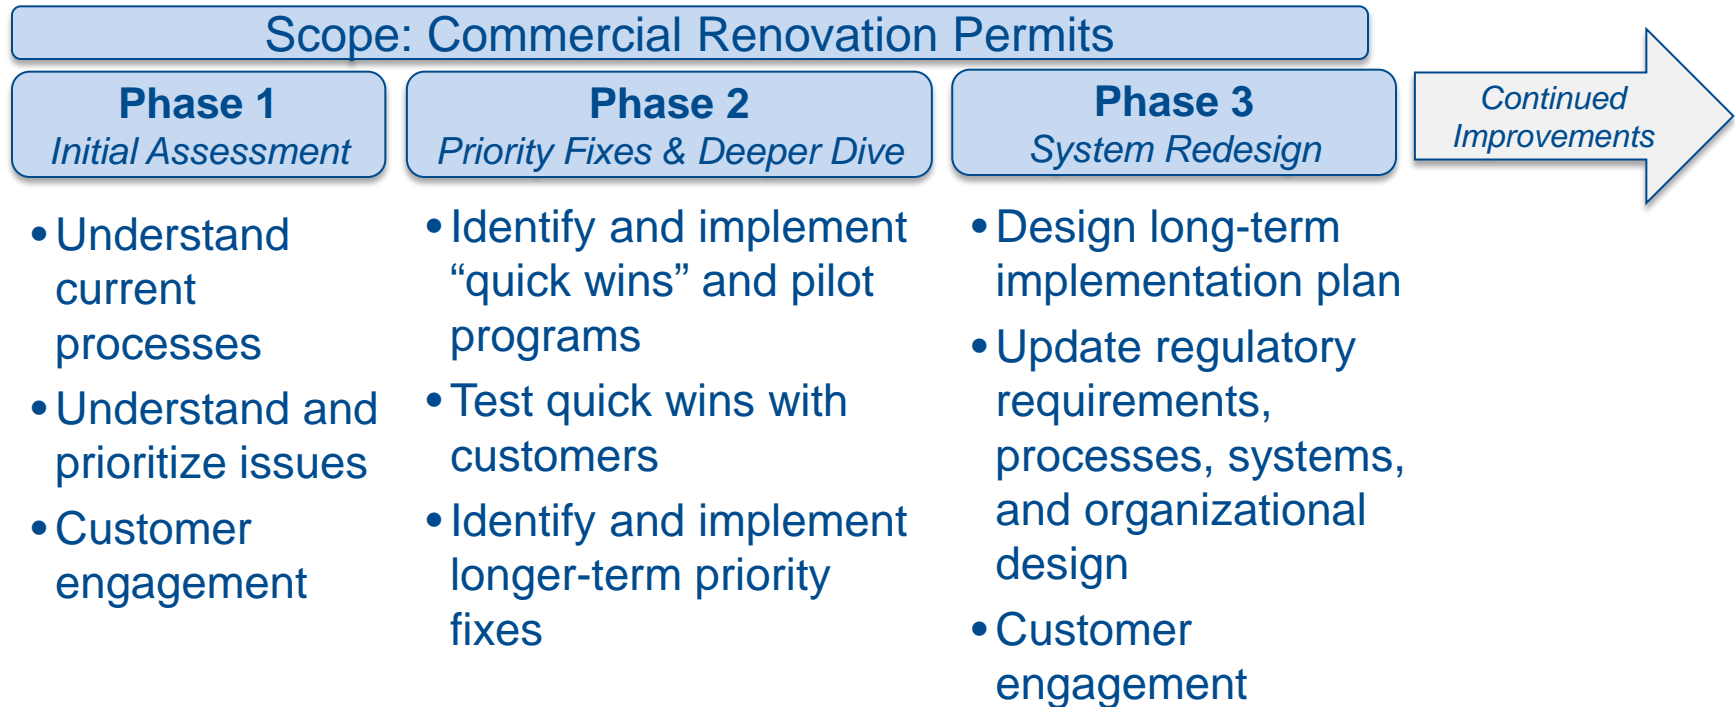 Scope: Commercial Renovation Permits
Phase 1
Initial Assessment
• Understand
current
processes
• Understand and
prioritize issues
• Customer
engagement
Phase 2
Priority Fixes & Deeper Dive
• Identify and implement
“quick wins” and pilot
programs
• Test quick wins with
customers
• Identify and implement
longer-term priority
fixes
Phase 3
System Redesign
• Design long-term
implementation plan
• Update regulatory
requirements,
processes, systems,
and organizational
design
• Customer
engagement
Continued
Improvements